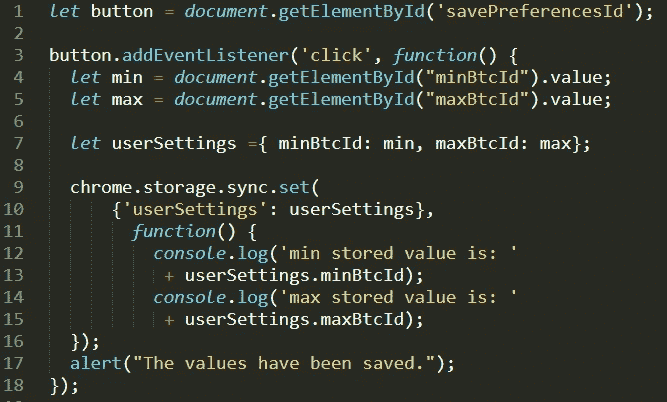 1 let button = document.getElementById('savePreferencesId');
2
3 button.addEventListener('click', function() {
4   let min = document.getElementById("minBtcId").value;
5   let max = document.getElementById("maxBtcId").value;
6
7   let userSettings ={ minBtcId: min, maxBtcId: max};
8
9   chrome.storage.sync.set(
10       {'userSettings': userSettings},
11         function() {
12           console.log('min stored value is: '
13            + userSettings.minBtcId);
14           console.log('max stored value is: '
15            + userSettings.maxBtcId);
16   });
17   alert("The values have been saved.");
18 });